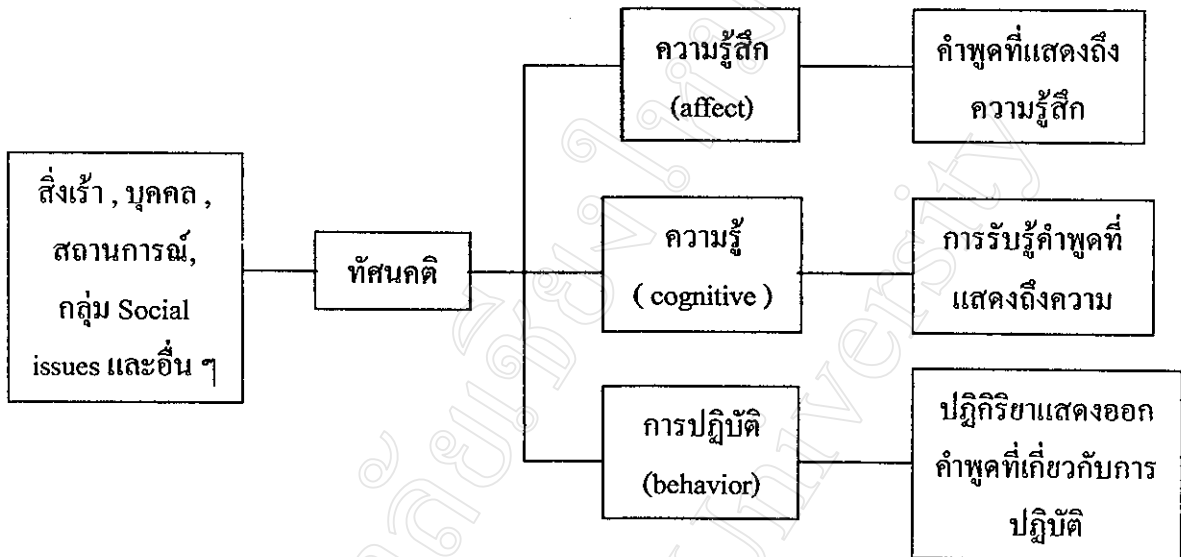 สิ่งเร้า , บุคคล ,
สถานการณ์,
กลุ่ม Social
issues และอื่น ๆ
ทัศนคติ
ความรู้สึก
(affect)
คำพูดที่แสดงถึง
ความรู้สึก
ความรู้
( cognitive )
การรับรู้คำพูดที่
แสดงถึงความ
การปฏิบัติ
(behavior)
ปฎิกิริยาแสดงออก
คำพูดที่เกี่ยวกับการ
ปฏิบัติ
University